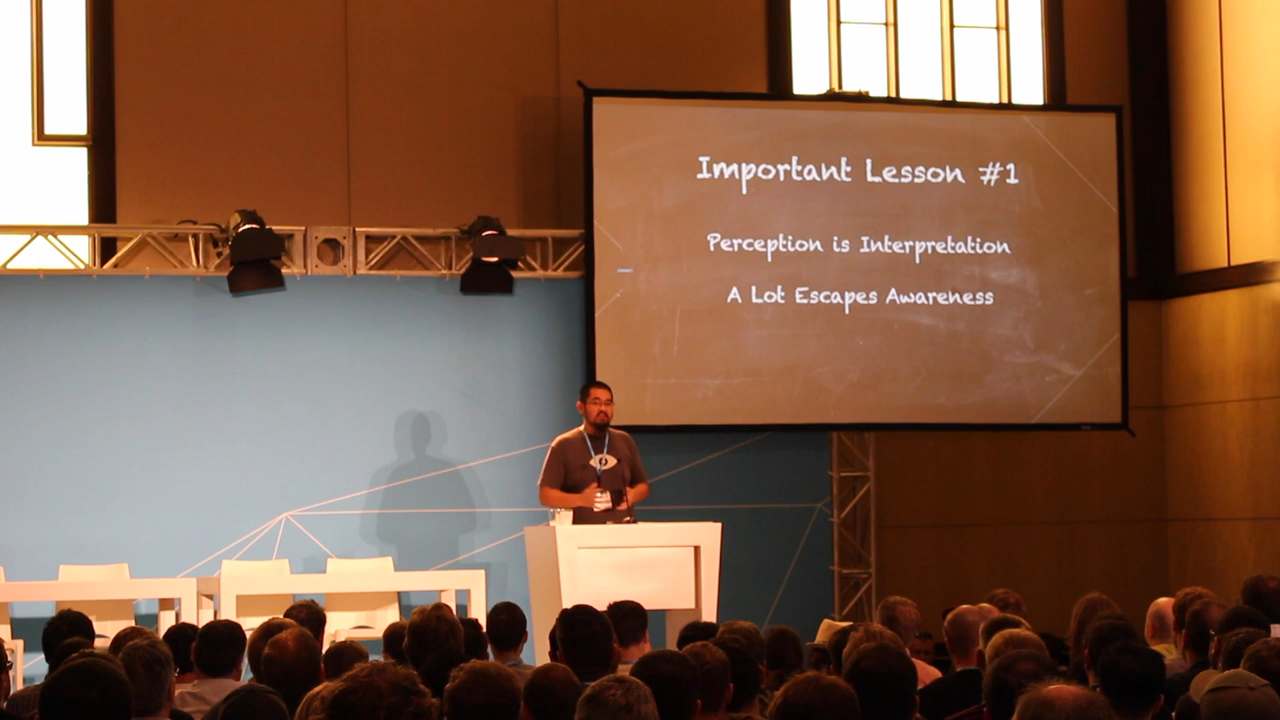 Important Lesson #1
Perception is Interpretation
A Lot Escapes Awareness